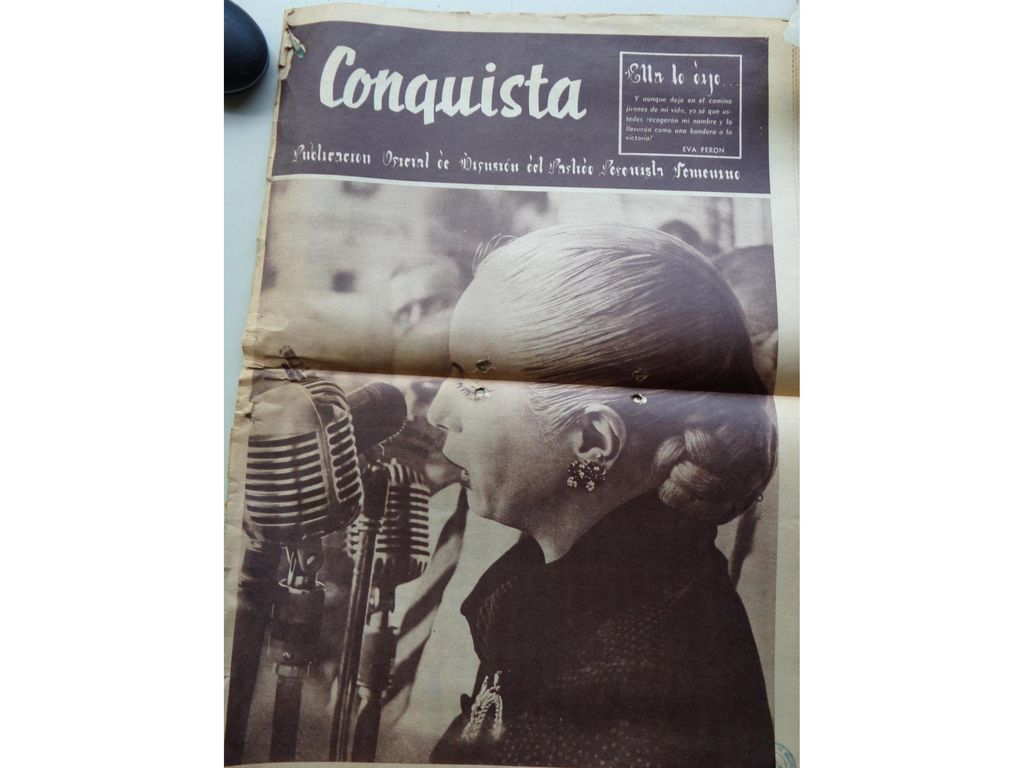 Conquista
Ella lo dijo...
Y aunque deje en el camino
jirones de mi vida, yo sé que us-
tedes recogerán mi nombre y lo
llevarán como una bandera a la
victoria!
EVA PERON
Publicacion Oficial de Difusión del Partido Peronista Femenino